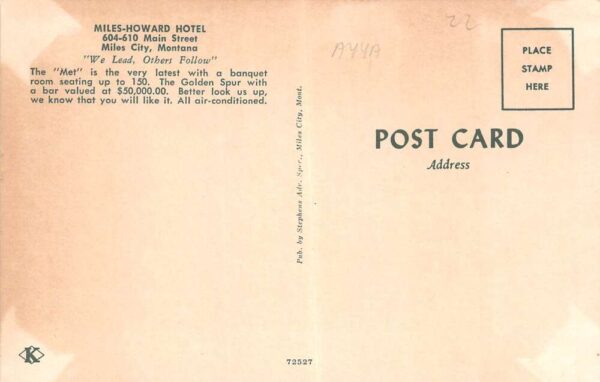 MILES-HOWARD HOTEL
604-610 Main Street
Miles City, Montana
"We Lead, Others Follow"
The "Met" is the very latest with a banquet
room seating up to 150. The Golden Spur with
a bar valued at $50,000.00. Better look us up,
we know that you will like it. All air-conditioned.
Pub. by Stephens Adv. Serv., Miles City, Mont.
22
PLACE
STAMP
HERE
POST CARD
Address
K
72527